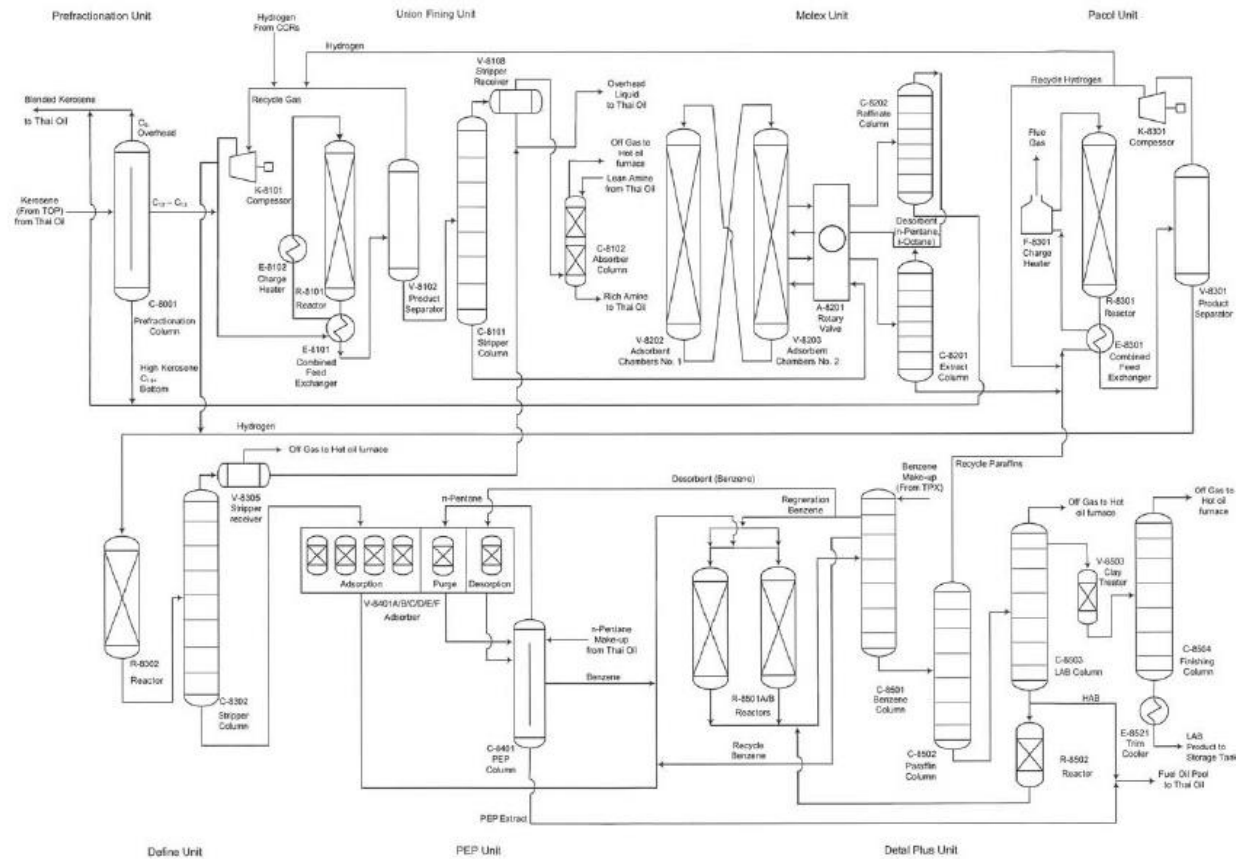 Prefractionation Unit
Union Fining Unit
Molex Unit
Pacol Unit
Hydrogen
From CCRs
Hydrogen
Blended Kerosene
to Thai Oil
Overhead
Kerosene
(From TOP)
from Thai Oil
C-8001
Prefractionation
Column
High Kerosene
Bottom
Recycle Gas
K-8101
Compessor
E-8102
Charge
Heater
R-8101
Reactor
E-8101
Combined
Feed
Exchanger
V-8102
Product
Separator
V-8108
Stripper
Receiver
C-8101
Stripper
Column
Overhead
Liquid
to Thai Oil
Off Gas to
Hot oil
furnace
Lean Amine
from Thai Oil
C-8102
Absorber
Column
Rich Amine
to Thai Oil
V-8202
Adsorbent
Chambers No. 1
V-8203
Adsorbent
Chambers No. 2
A-8201
Rotary
Valve
C-8202
Raffinate
Column
Desorbent
(n-Pentane,
i-Octane)
C-8201
Extract
Column
Recycle Hydrogen
K-8301
Compessor
Flue
Gas
F-8301
Charge
Heater
R-8301
Reactor
E-8301
Combined
Feed
Exchanger
V-8301
Product
Separator
Hydrogen
Off Gas to Hot oil furnace
V-8305
Stripper
receiver
R-8302
Reactor
C-8302
Stripper
Column
n-Pentane
Desorbent (Benzene)
Adsorption
Purge
Desorption
V-8401A/B/C/D/E/F
Adsorber
n-Pentane
Make-up
from Thai Oil
Benzene
C-8401
PEP
Column
PEP Extract
Benzene
Make-up
(From TPX)
Regneration
Benzene
R-8501A/B
Reactors
Recycle
Benzene
C-8501
Benzene
Column
Recycle Paraffins
C-8502
Paraffin
Column
Off Gas to Hot
oil furnace
C-8503
LAB Column
Clay
Treater
HAB
R-8502
Reactor
Off Gas to
Hot oil
furnace
C-8504
Finishing
Column
E-8521
Trim
Cooler
LAB
Product to
Storage Tank
Fuel Oil Pool
to Thai Oil
Define Unit
PEP Unit
Detal Plus Unit